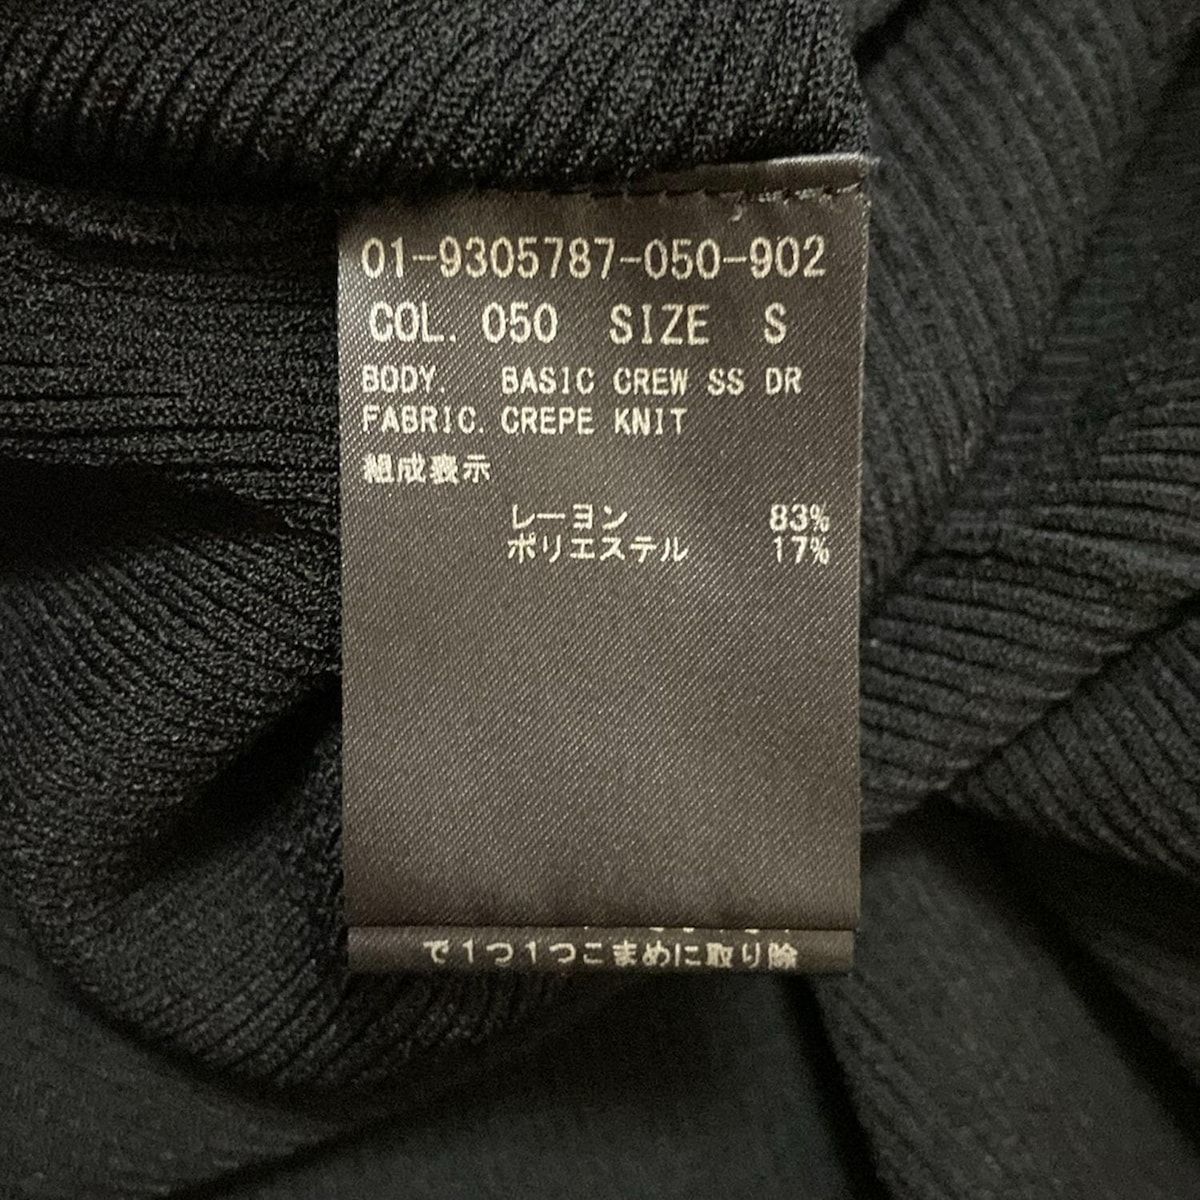 01-9305787-050-902
COL. 050 SIZE S
BODY. BASIC CREW SS DR
FABRIC. CREPE KNIT
組成表示
レーヨン 83%
ポリエステル 17%
で1つ1つこまめに取り除